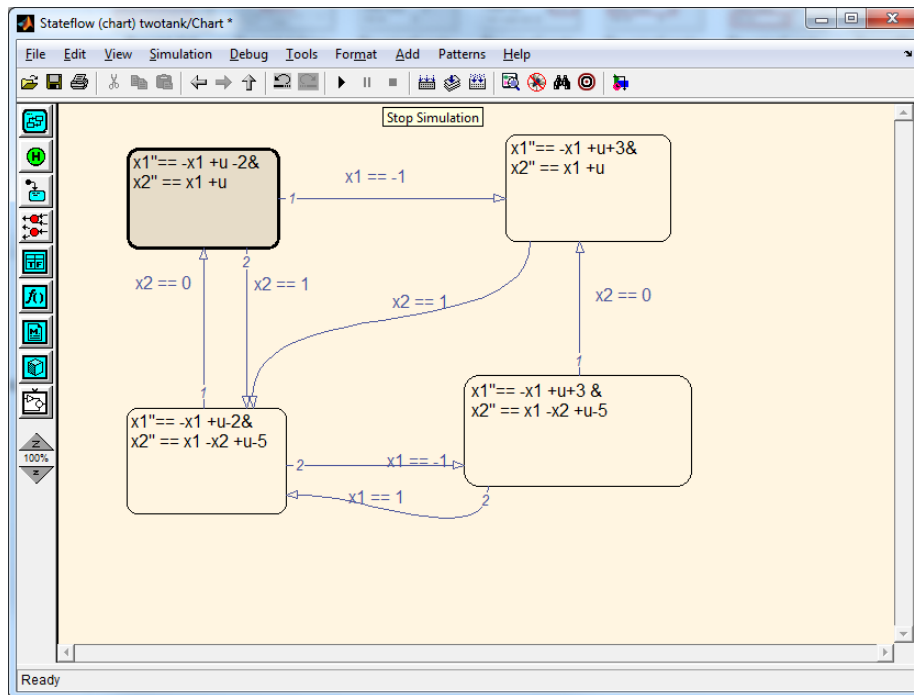 Stateflow (chart) twotank/Chart *
File Edit View Simulation Debug Tools Format Add Patterns Help
Stop Simulation
x1"== -x1 +u -2&
x2" == x1 +u
x1 == -1
1
x1"== -x1 +u+3&
x2" == x1 +u
2
x2 == 0
x2 == 1
x2 == 1
x2 == 0
1
1
x1"== -x1 +u-2&
x2" == x1 -x2 +u-5
x1"== -x1 +u+3 &
x2" == x1 -x2 +u-5
2
x1 == -1
x1 == 1
2
H
TF
f()
M
Z
100%
z
Ready